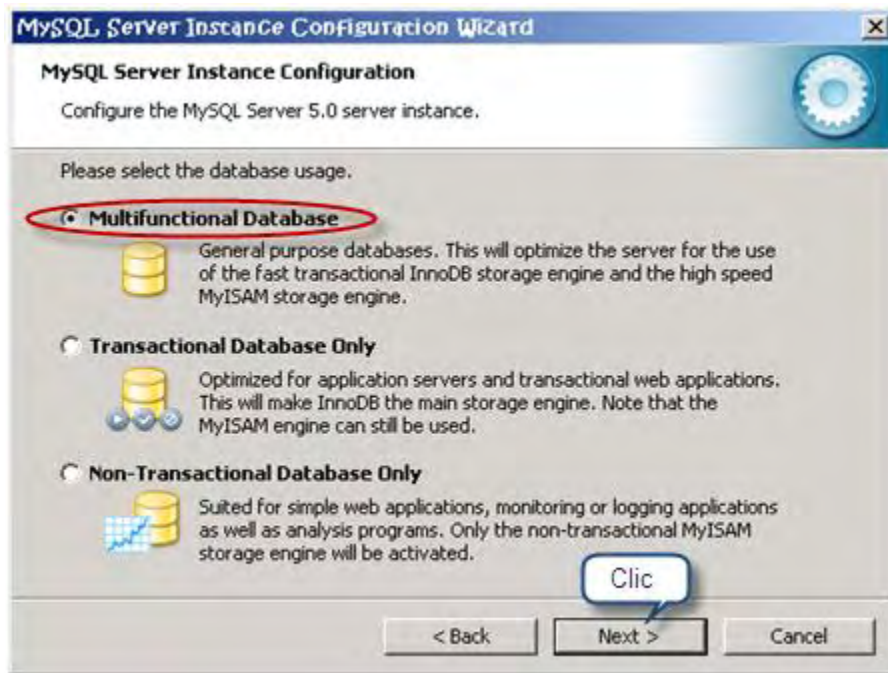 MySQL Server Instance Configuration Wizard
MySQL Server Instance Configuration
Configure the MySQL Server 5.0 server instance.
Please select the database usage.
Multifunctional Database
General purpose databases. This will optimize the server for the use
of the fast transactional InnoDB storage engine and the high speed
MyISAM storage engine.
Transactional Database Only
Optimized for application servers and transactional web applications.
This will make InnoDB the main storage engine. Note that the
MyISAM engine can still be used.
Non-Transactional Database Only
Suited for simple web applications, monitoring or logging applications
as well as analysis programs. Only the non-transactional MyISAM
storage engine will be activated.
Clic
< Back Next > Cancel